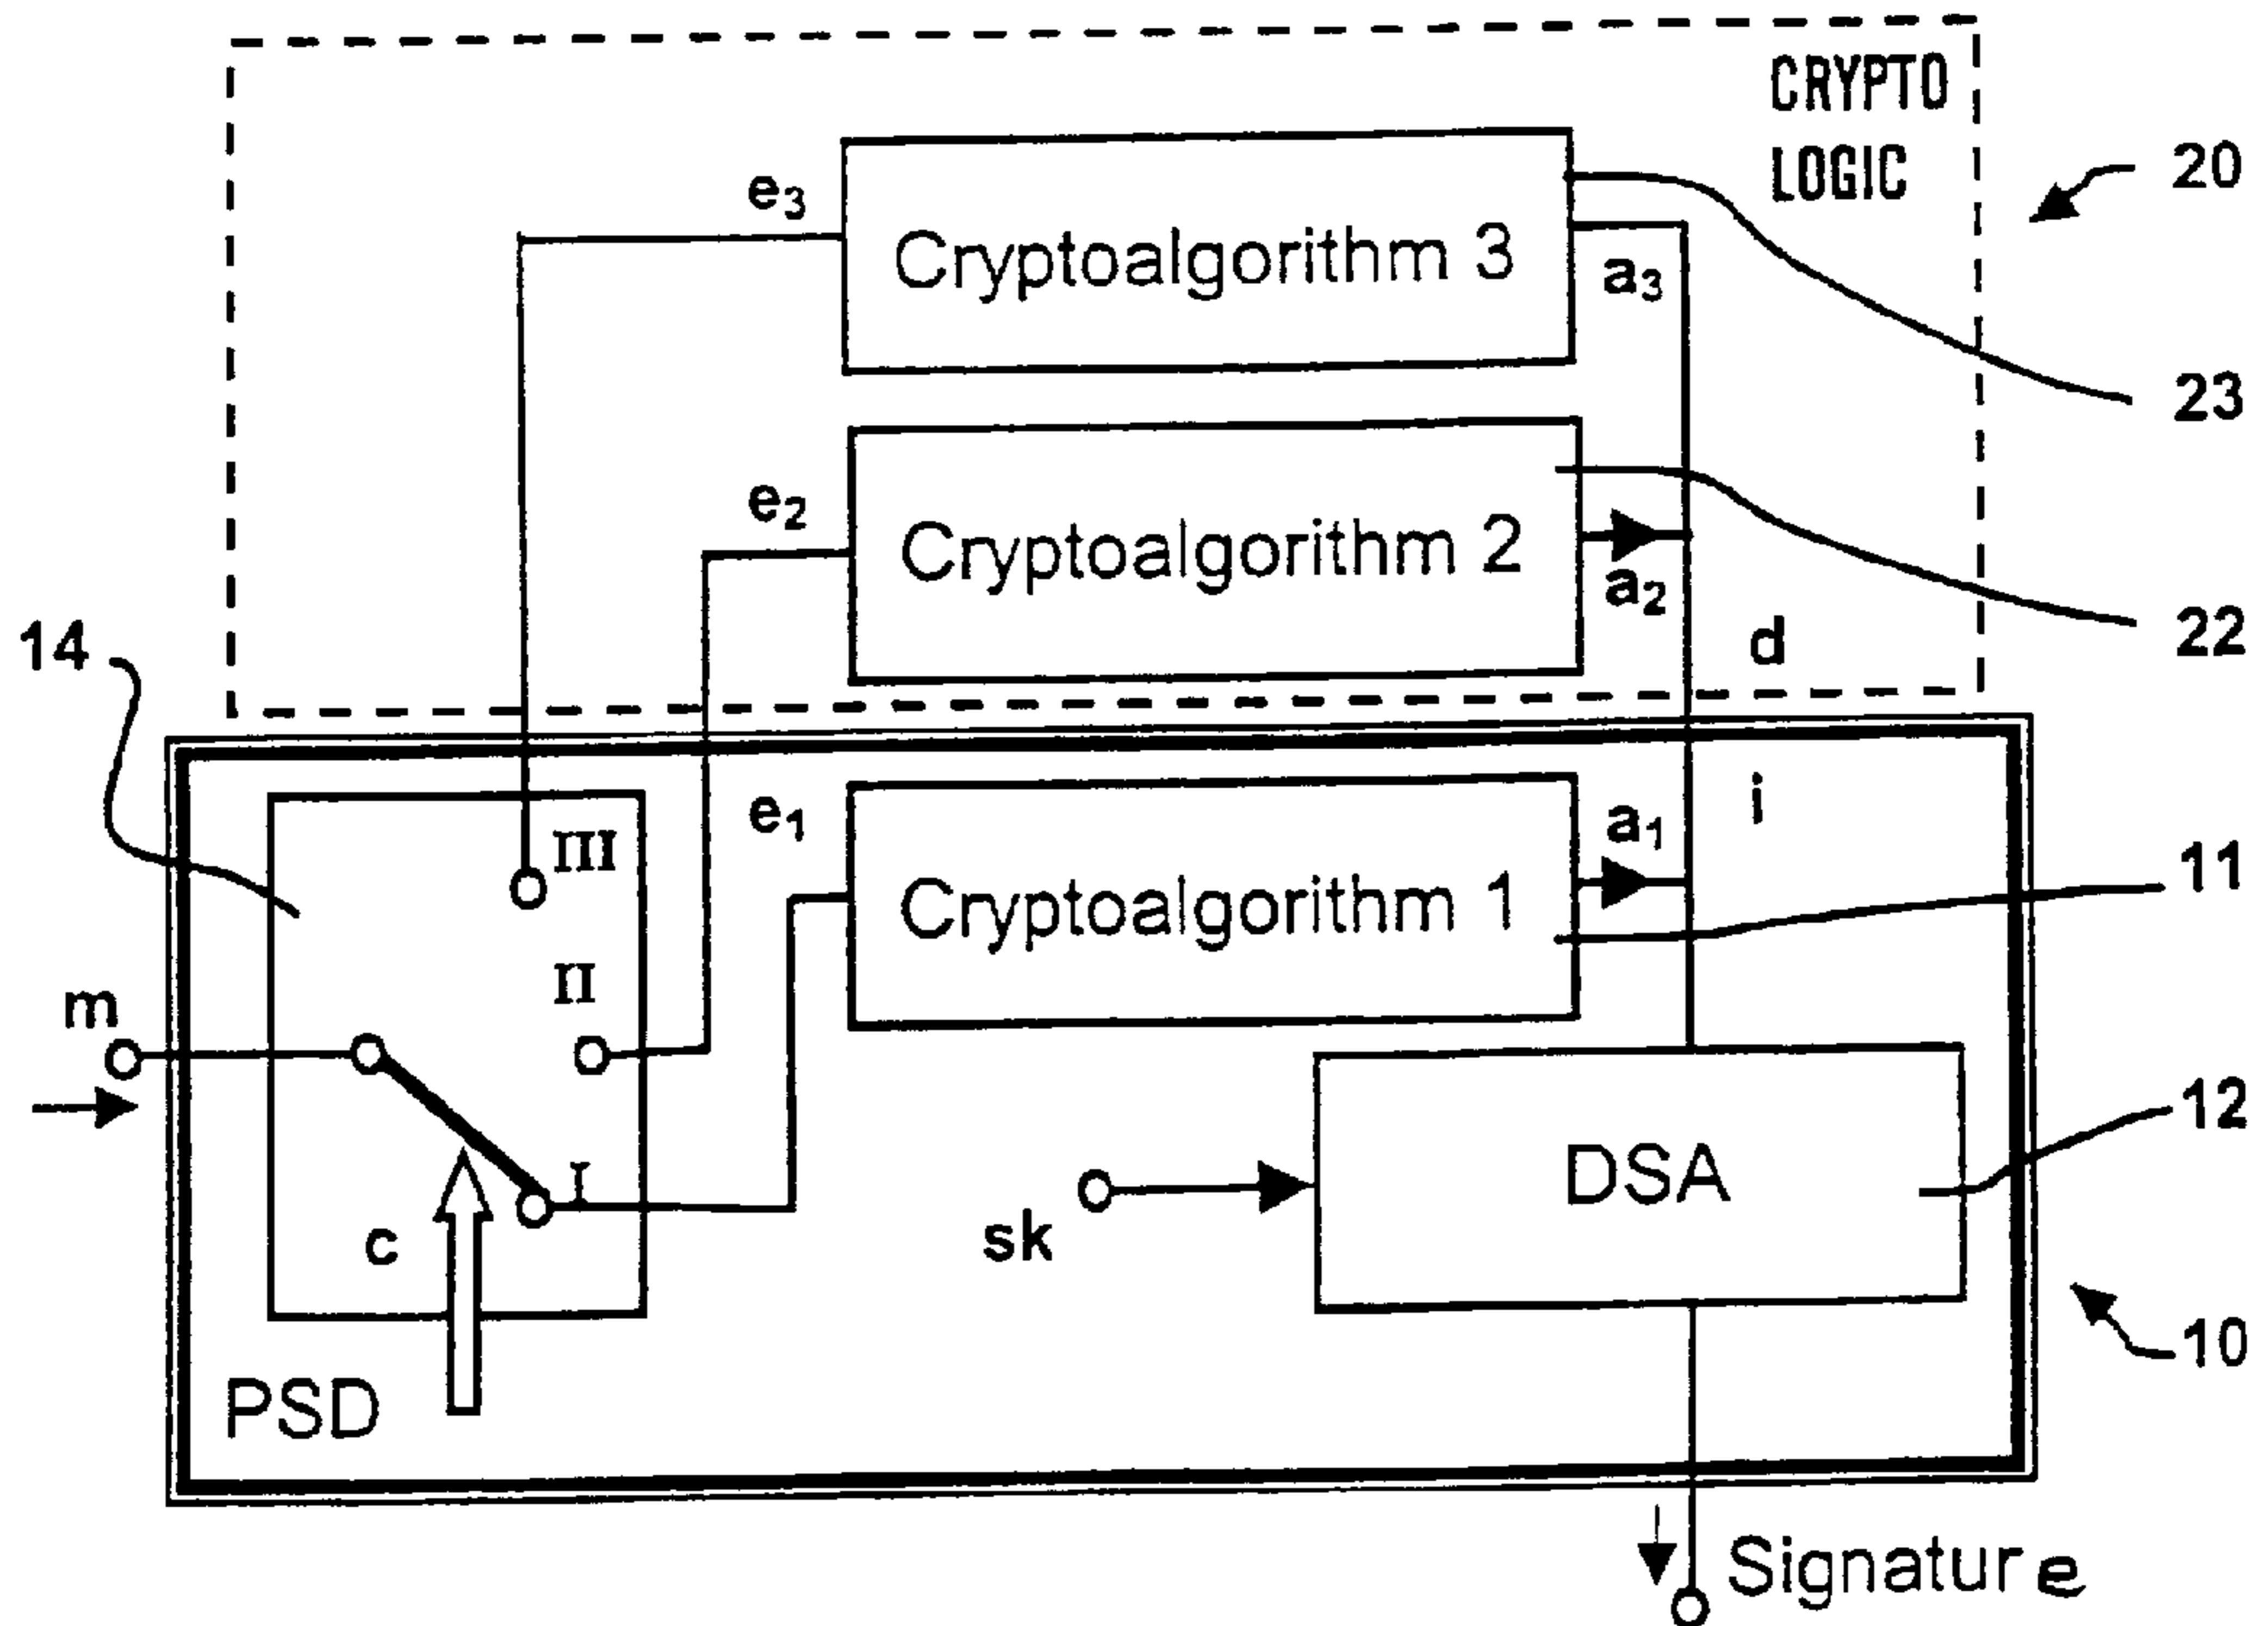 CRYPTO
LOGIC
20
e3
Cryptoalgorithm 3
a3
23
e2
Cryptoalgorithm 2
a2
22
14
d
i
e1
Cryptoalgorithm 1
a1
11
III
II
m
I
c
sk
DSA
12
10
PSD
Signature